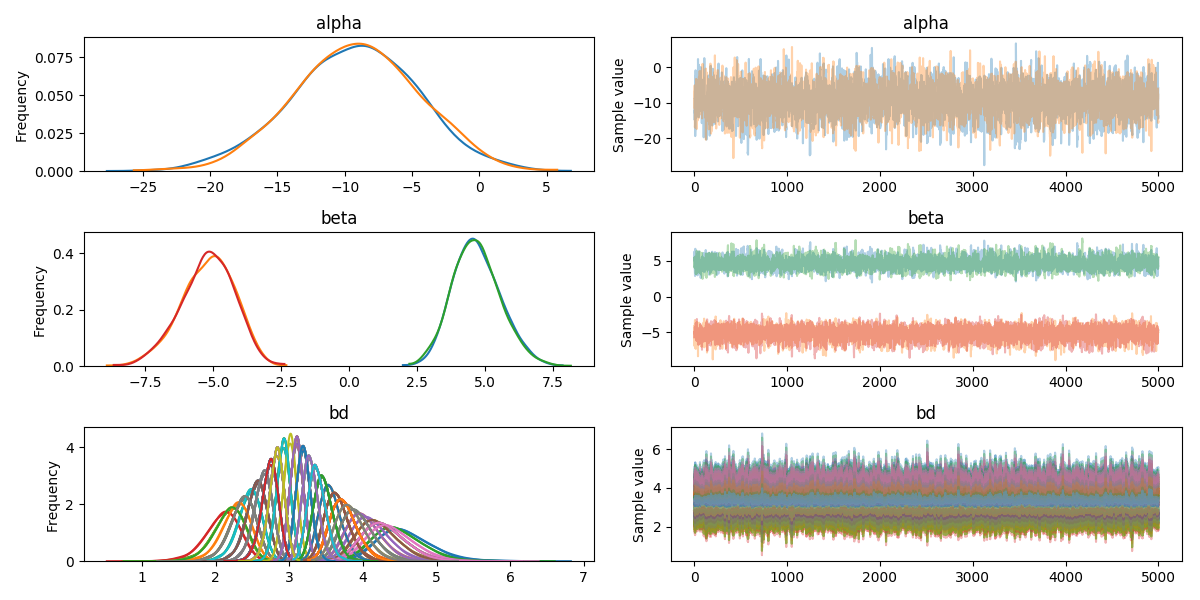 alpha
Frequency
0.075
0.050
0.025
0.000
−25 −20 −15 −10 −5 0 5
alpha
Sample value
0
−10
−20
0 1000 2000 3000 4000 5000
beta
Frequency
0.4
0.2
0.0
−7.5 −5.0 −2.5 0.0 2.5 5.0 7.5
beta
Sample value
5
0
−5
0 1000 2000 3000 4000 5000
bd
Frequency
4
2
0
1 2 3 4 5 6 7
bd
Sample value
6
4
2
0 1000 2000 3000 4000 5000